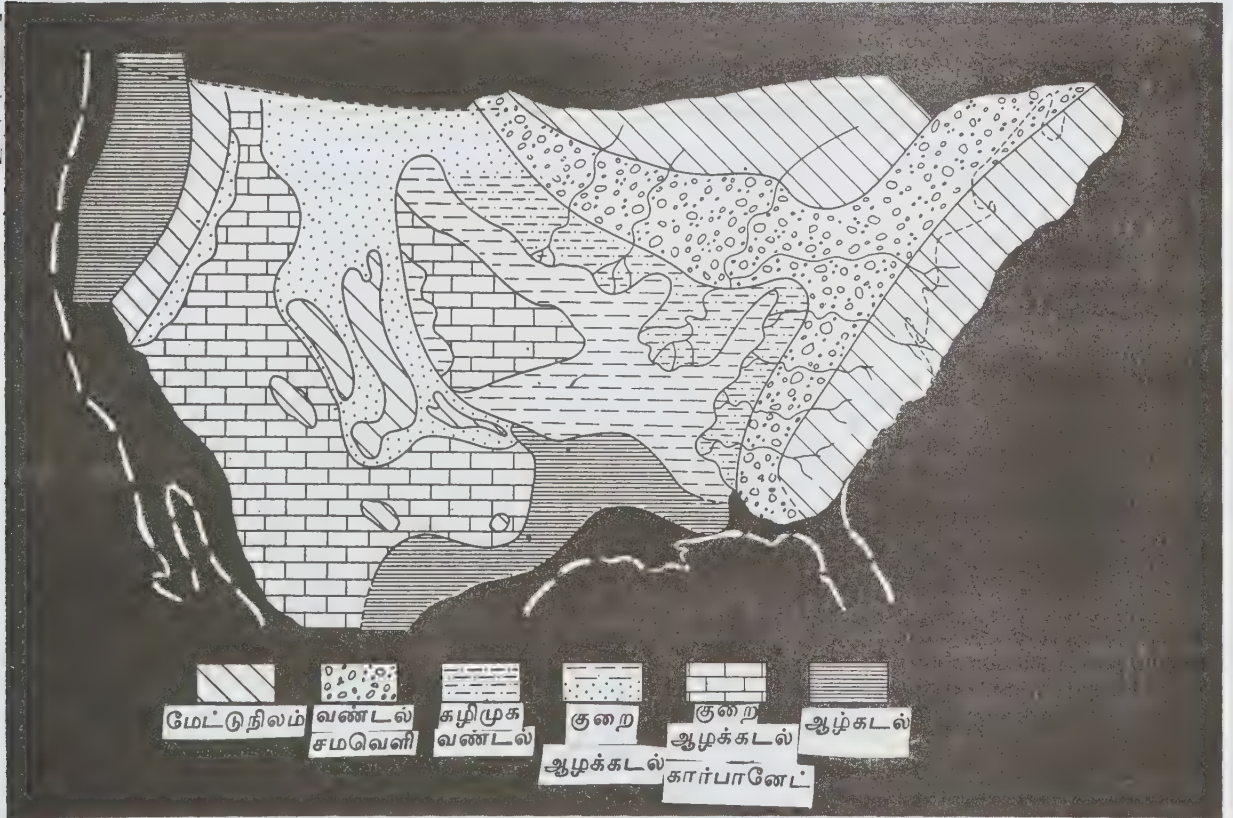 மேட்டுநிலம்
வண்டல்
சமவெளி
கழிமுக
வண்டல்
குறை
ஆழக்கடல்
குறை
ஆழக்கடல்
கார்பானேட்
ஆழ்கடல்